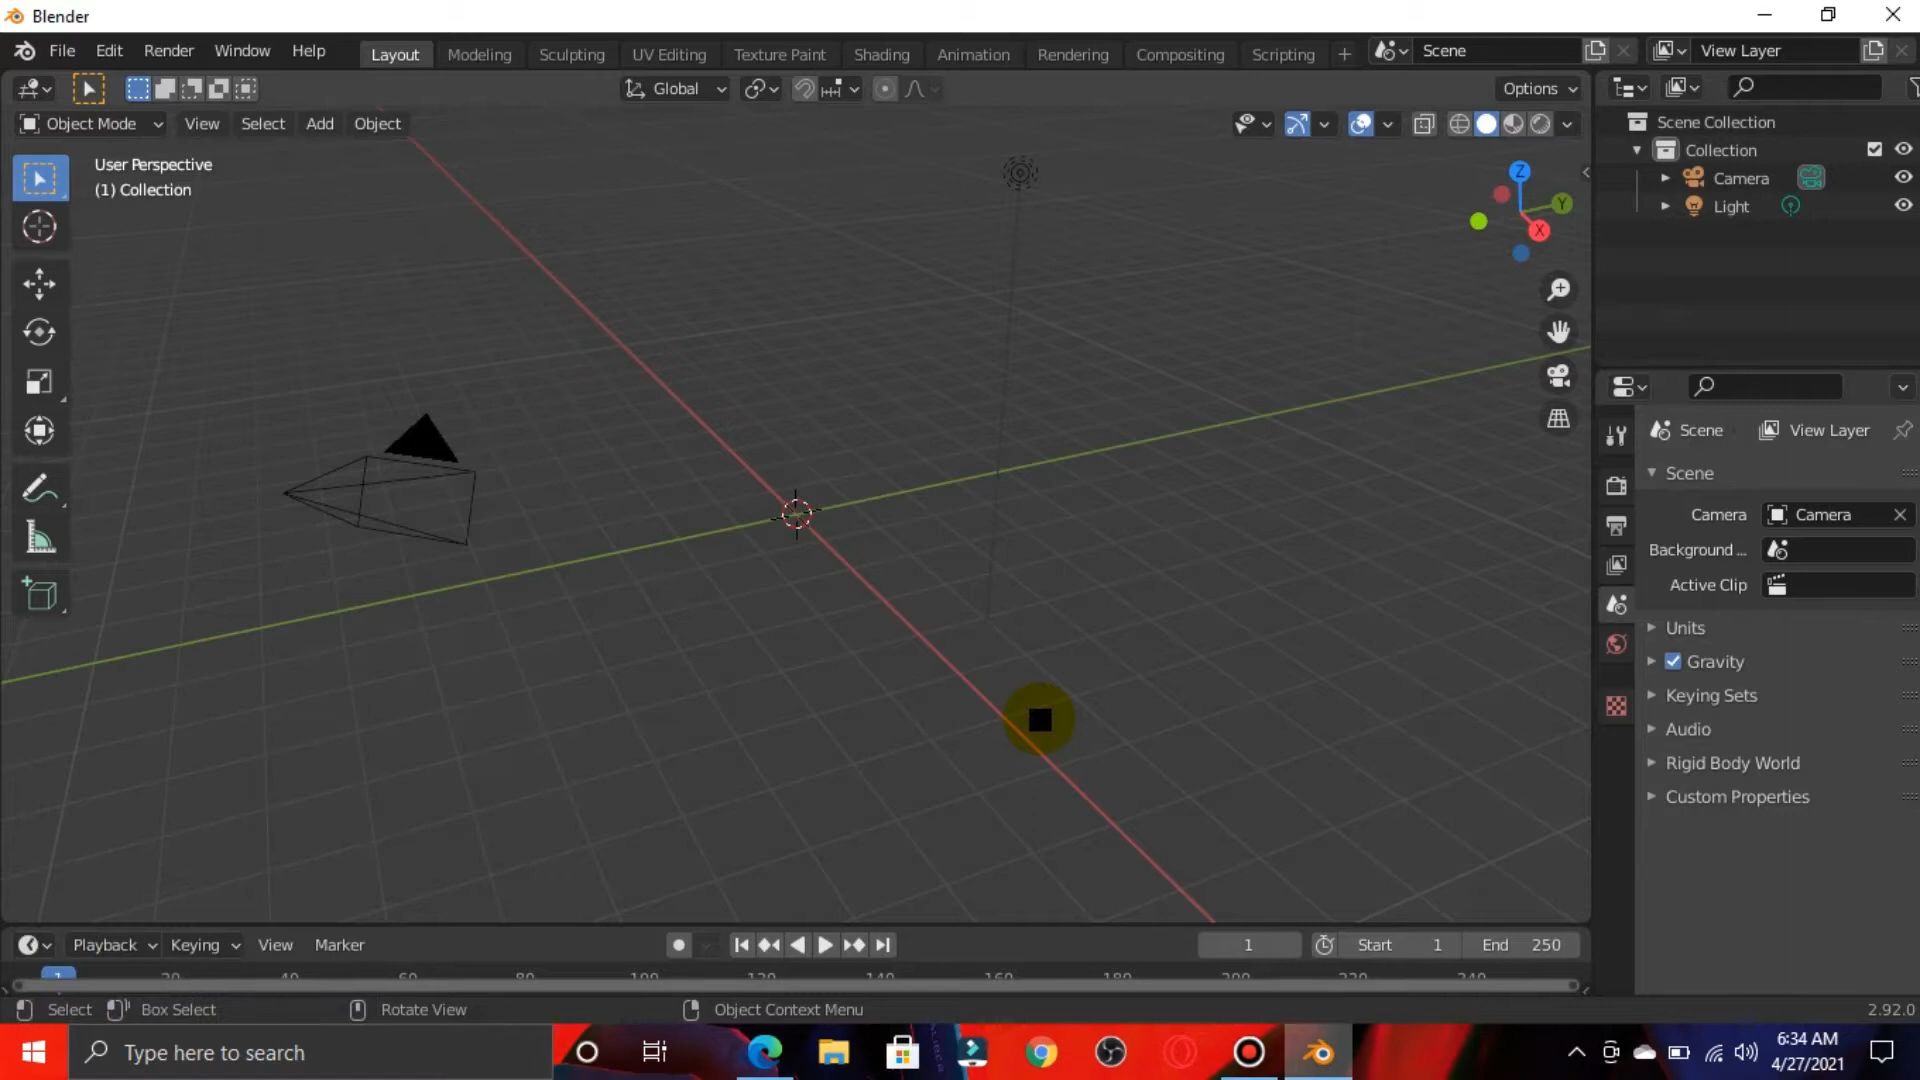 Blender
File Edit Render Window Help Layout Modeling Sculpting UV Editing Texture Paint Shading Animation Rendering Compositing Scripting + Scene View Layer
Global Options
Object Mode View Select Add Object
User Perspective
(1) Collection
Z
Y
X
Scene Collection
Collection
Camera
Light
Scene View Layer
Scene
Camera Camera
Background ...
Active Clip
Units
Gravity
Keying Sets
Audio
Rigid Body World
Custom Properties
Playback Keying View Marker 1 Start 1 End 250
1 20 40 60 80 100 120 140 160 180 200 220 240
Select Box Select Rotate View Object Context Menu 2.92.0
Type here to search
6:34 AM
4/27/2021